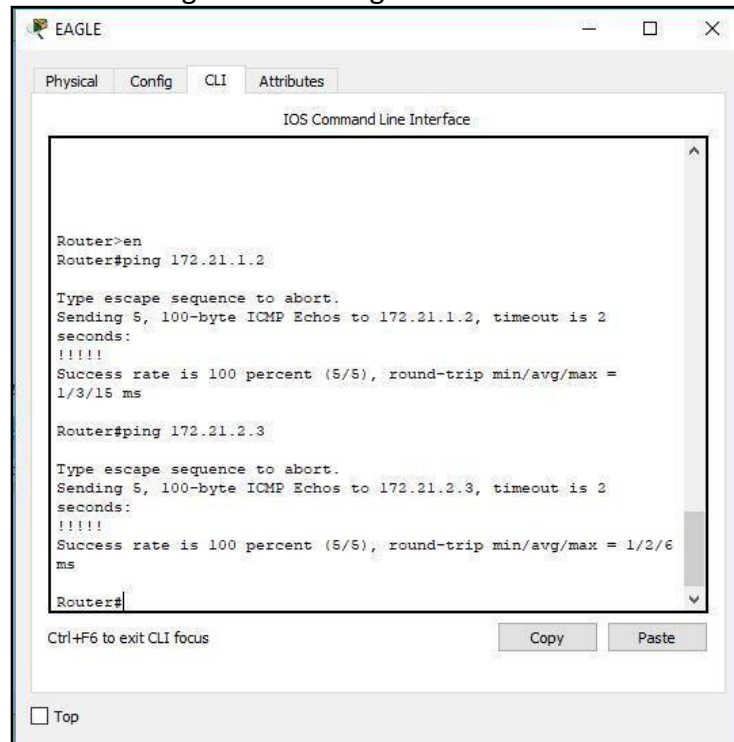 EAGLE
Physical Config CLI Attributes
IOS Command Line Interface
Router>en
Router#ping 172.21.1.2
Type escape sequence to abort.
Sending 5, 100-byte ICMP Echos to 172.21.1.2, timeout is 2
seconds:
!!!!!
Success rate is 100 percent (5/5), round-trip min/avg/max =
1/3/15 ms
Router#ping 172.21.2.3
Type escape sequence to abort.
Sending 5, 100-byte ICMP Echos to 172.21.2.3, timeout is 2
seconds:
!!!!!
Success rate is 100 percent (5/5), round-trip min/avg/max = 1/2/6
ms
Router#
Ctrl+F6 to exit CLI focus
Copy Paste
Top